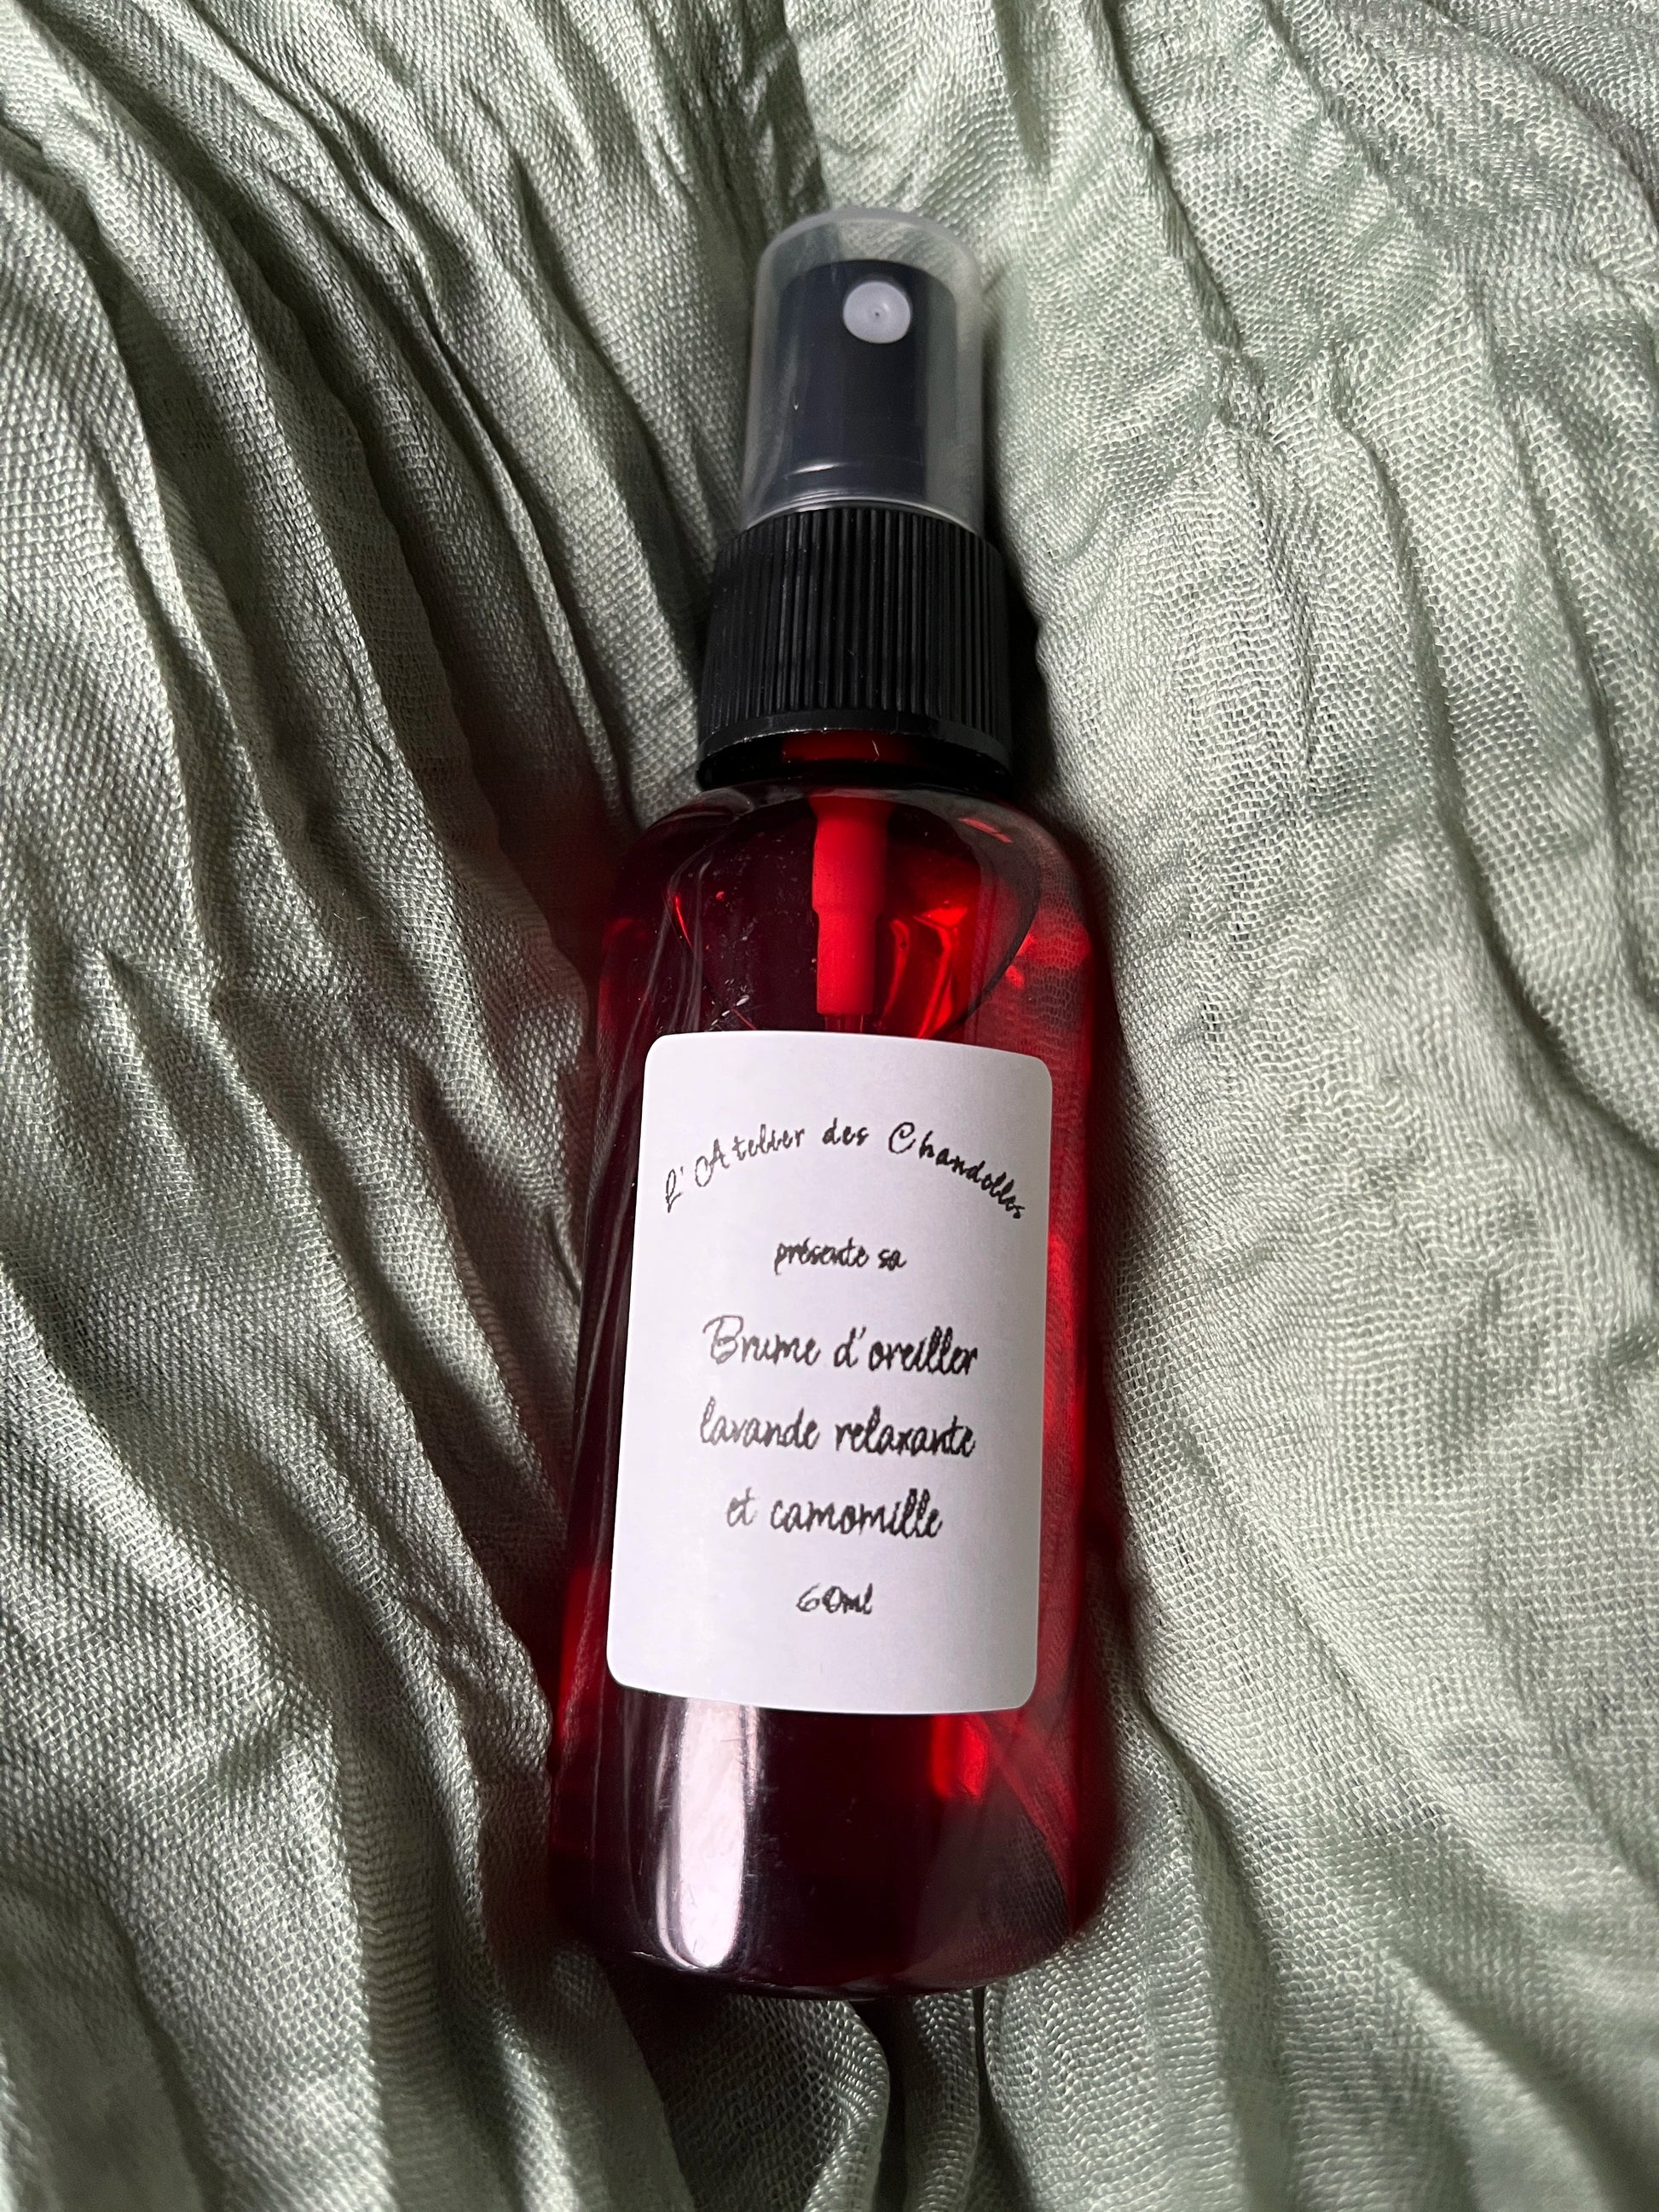 L'Atelier des Chandelles
présente sa
Brume d'oreiller
lavande relaxante
et camomille
60ml